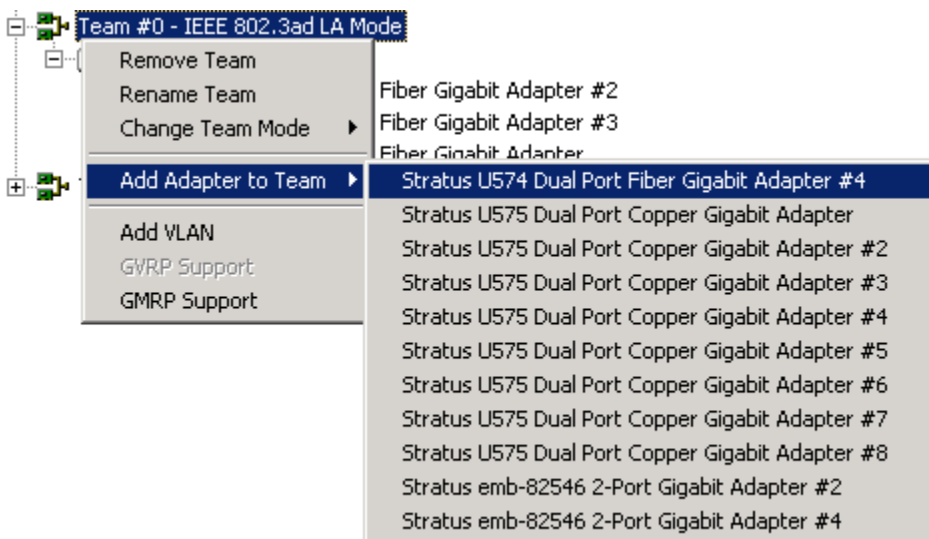 Team #0 - IEEE 802.3ad LA Mode
Remove Team
Rename Team
Fiber Gigabit Adapter #2
Change Team Mode
Fiber Gigabit Adapter #3
Fiber Gigabit Adapter
Add Adapter to Team
Stratus U574 Dual Port Fiber Gigabit Adapter #4
Stratus U575 Dual Port Copper Gigabit Adapter
Add VLAN
Stratus U575 Dual Port Copper Gigabit Adapter #2
GVRP Support
Stratus U575 Dual Port Copper Gigabit Adapter #3
GMRP Support
Stratus U575 Dual Port Copper Gigabit Adapter #4
Stratus U575 Dual Port Copper Gigabit Adapter #5
Stratus U575 Dual Port Copper Gigabit Adapter #6
Stratus U575 Dual Port Copper Gigabit Adapter #7
Stratus U575 Dual Port Copper Gigabit Adapter #8
Stratus emb-82546 2-Port Gigabit Adapter #2
Stratus emb-82546 2-Port Gigabit Adapter #4